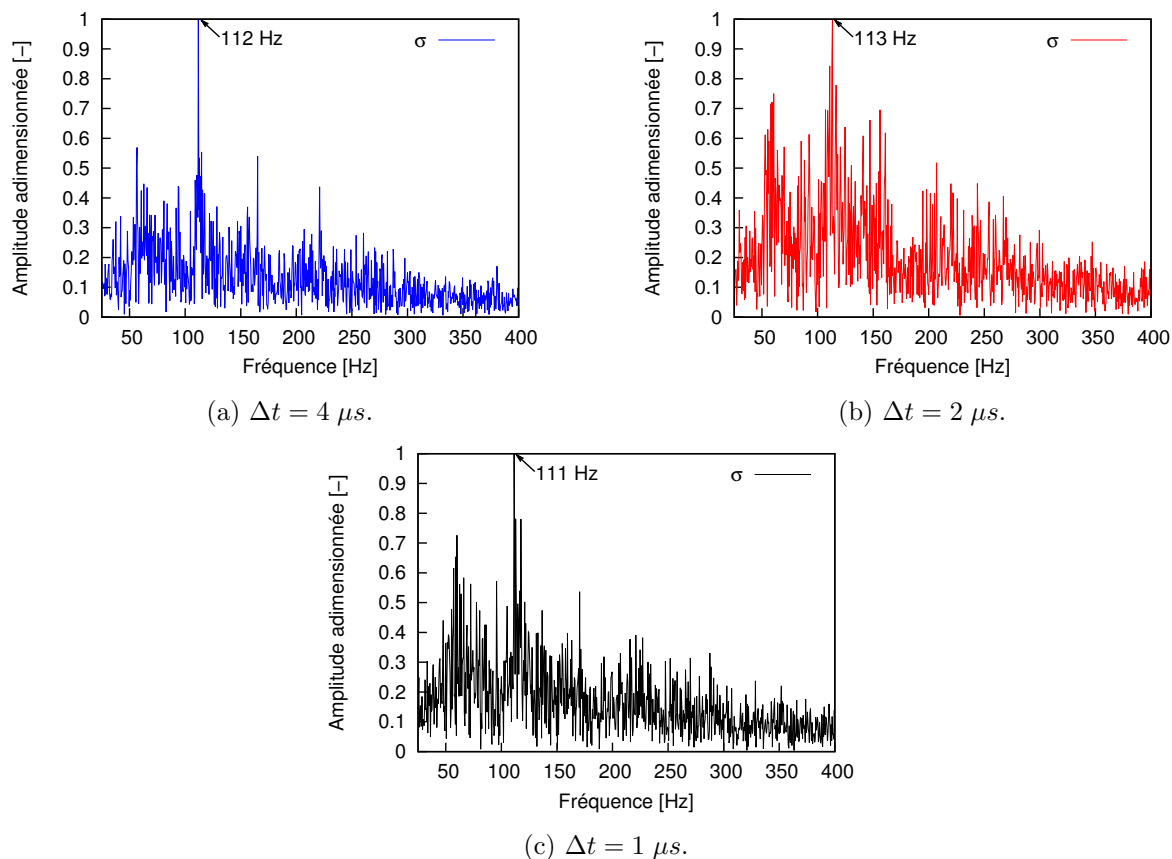 Amplitude adimensionnée [−]
1
0.9
0.8
0.7
0.6
0.5
0.4
0.3
0.2
0.1
0
112 Hz
σ
50 100 150 200 250 300 350 400
Fréquence [Hz]
(a) Δt = 4 μs.
Amplitude adimensionnée [−]
1
0.9
0.8
0.7
0.6
0.5
0.4
0.3
0.2
0.1
0
113 Hz
σ
50 100 150 200 250 300 350 400
Fréquence [Hz]
(b) Δt = 2 μs.
Amplitude adimensionnée [−]
1
0.9
0.8
0.7
0.6
0.5
0.4
0.3
0.2
0.1
0
111 Hz
σ
50 100 150 200 250 300 350 400
Fréquence [Hz]
(c) Δt = 1 μs.